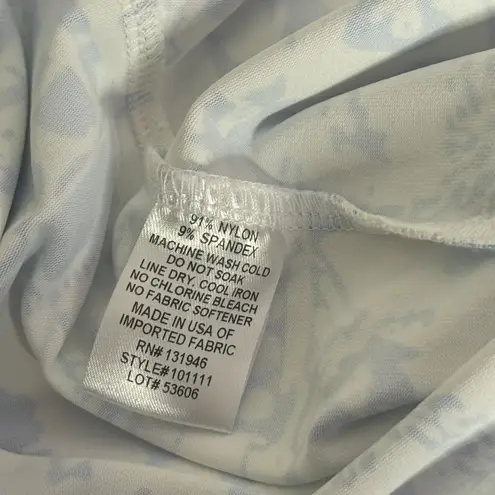 91% NYLON
9% SPANDEX
MACHINE WASH COLD
DO NOT SOAK
LINE DRY. COOL IRON
NO CHLORINE BLEACH
NO FABRIC SOFTENER
MADE IN USA OF
IMPORTED FABRIC
RN# 131946
STYLE#101111
LOT# 53606